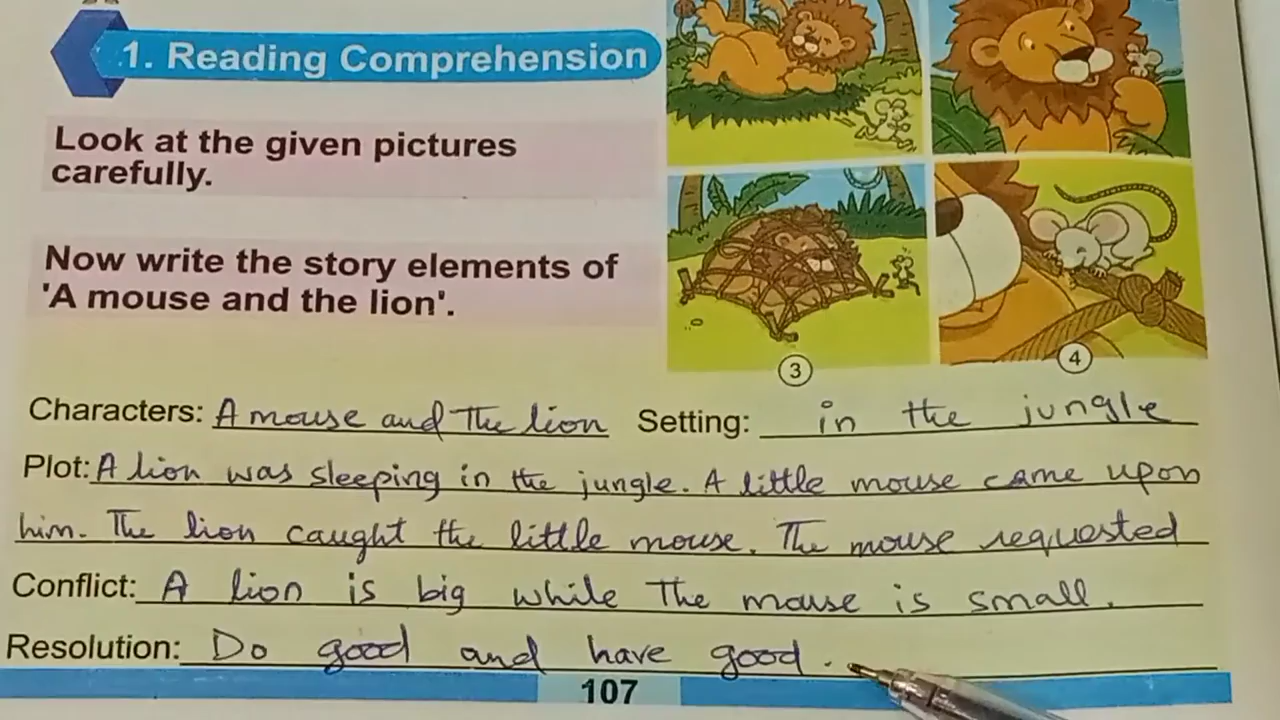 1. Reading Comprehension
Look at the given pictures
carefully.
Now write the story elements of
'A mouse and the lion'.
3
4
Characters: A mouse and The lion Setting: in the jungle
Plot: A lion was sleeping in the jungle. A little mouse came upon
him. The lion caught the little mouse. The mouse requested
Conflict: A lion is big while The mouse is small.
Resolution: Do good and have good.
107